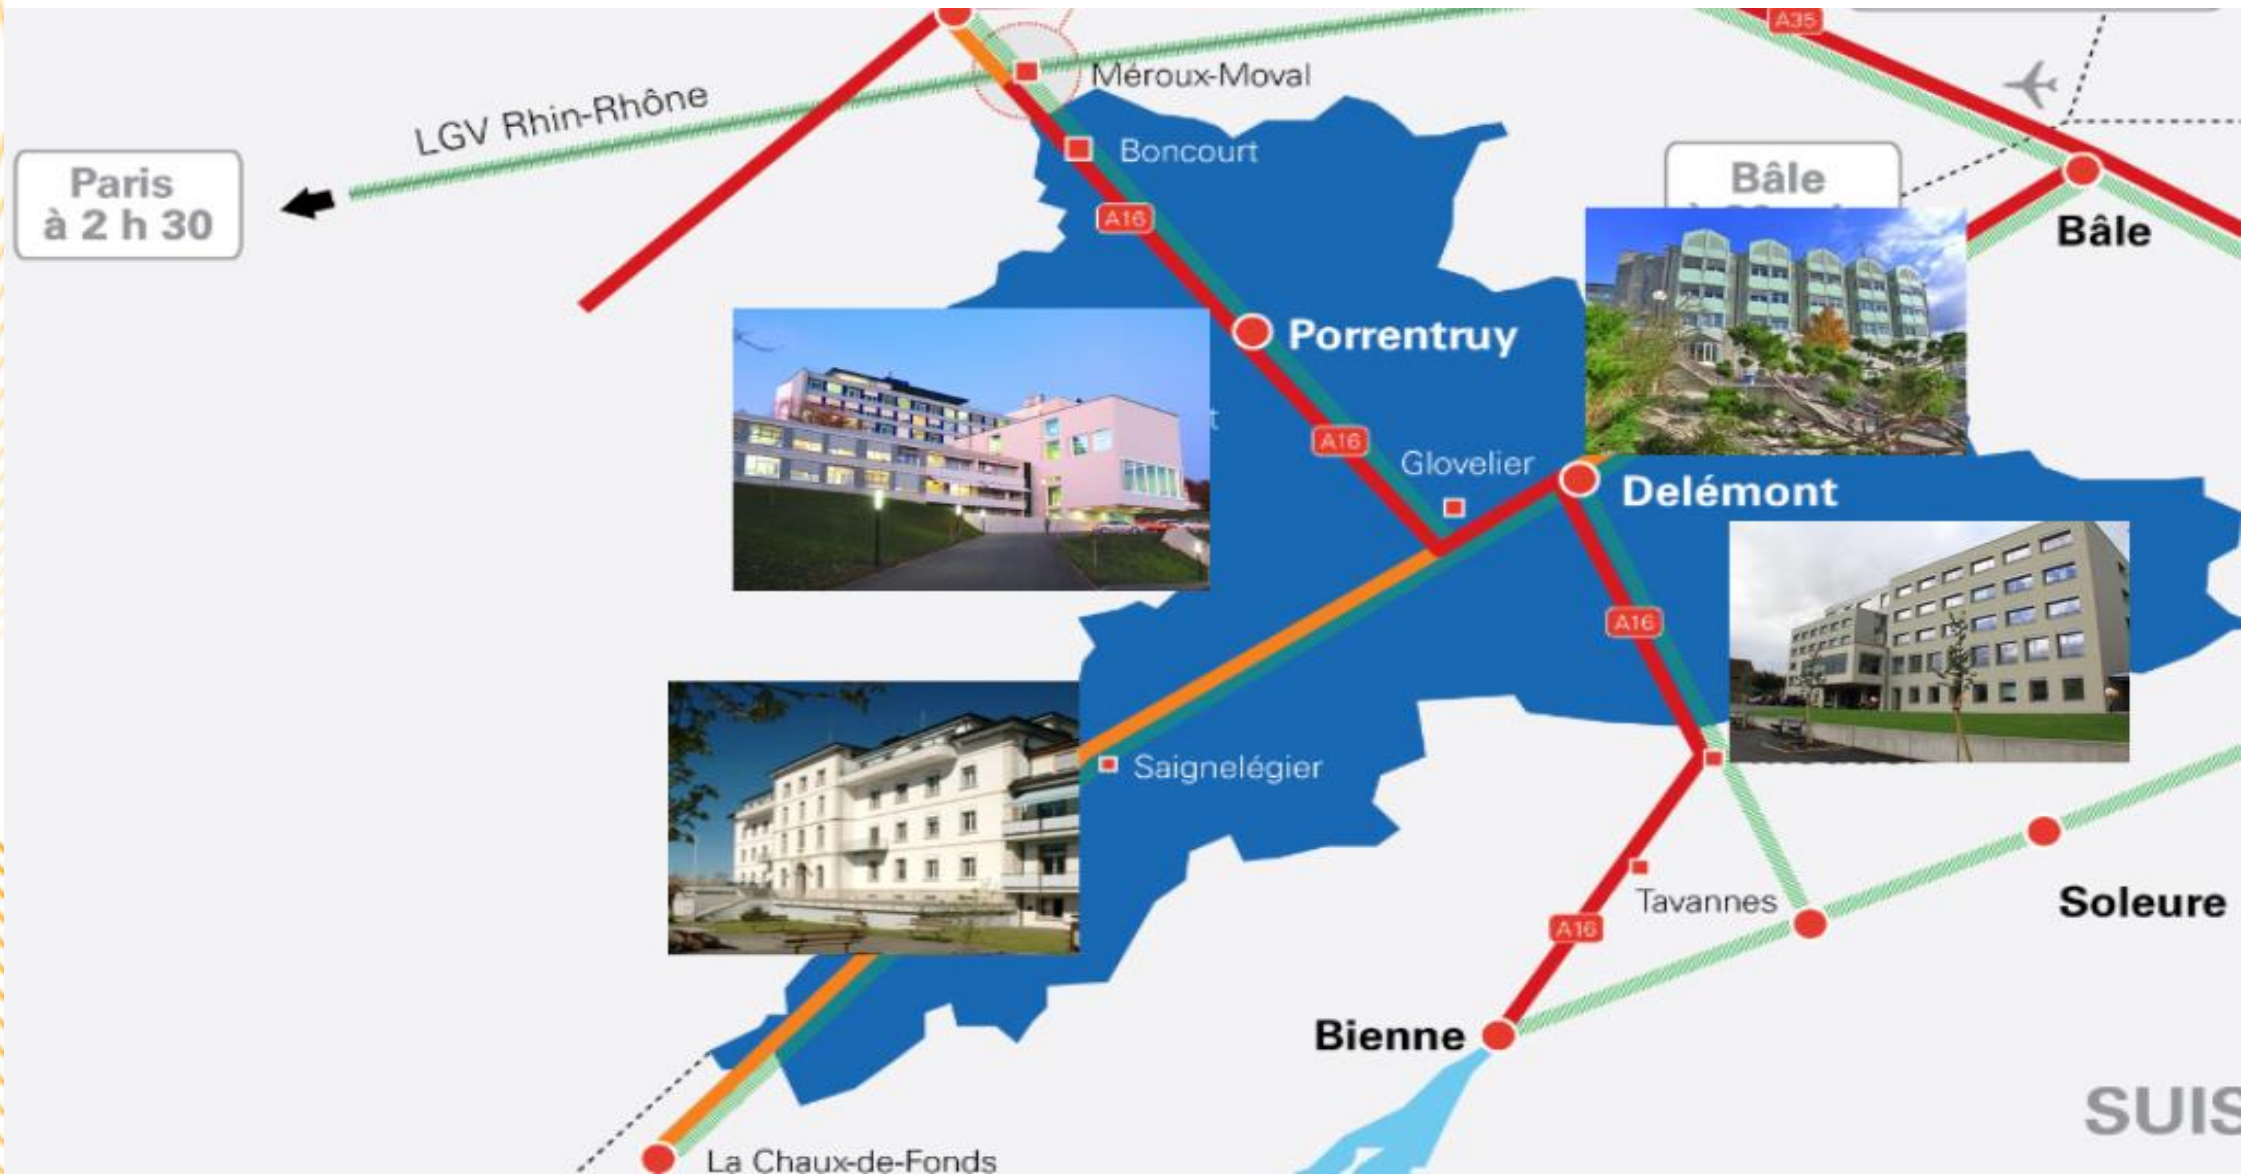 A35
Méroux-Moval
LGV Rhin-Rhône
Boncourt
Paris
à 2 h 30
Bâle
A16
Bâle
Porrentruy
A16
Glovelier
Delémont
A16
Saignelégier
Tavannes
Soleure
A16
Bienne
SUIS
La Chaux-de-Fonds